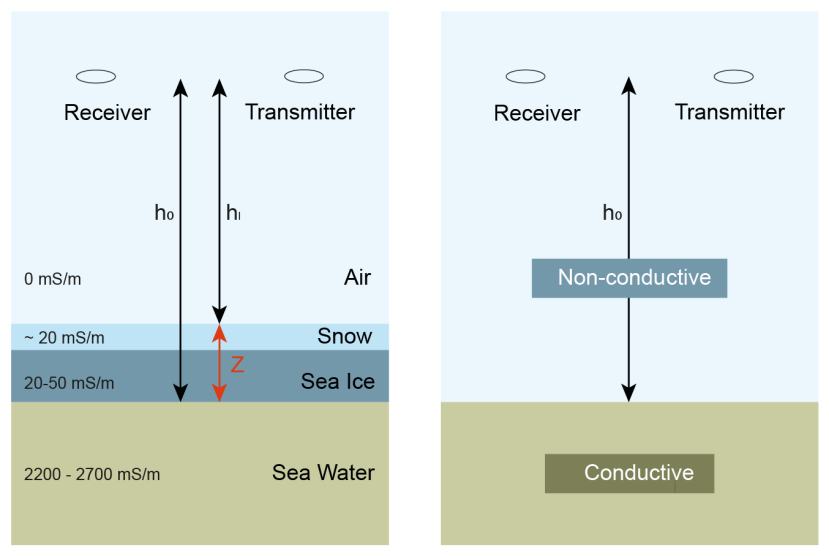 Receiver
Transmitter
h₀
hₗ
0 mS/m
Air
~ 20 mS/m
Snow
Z
20-50 mS/m
Sea Ice
2200 - 2700 mS/m
Sea Water
Receiver
Transmitter
h₀
Non-conductive
Conductive